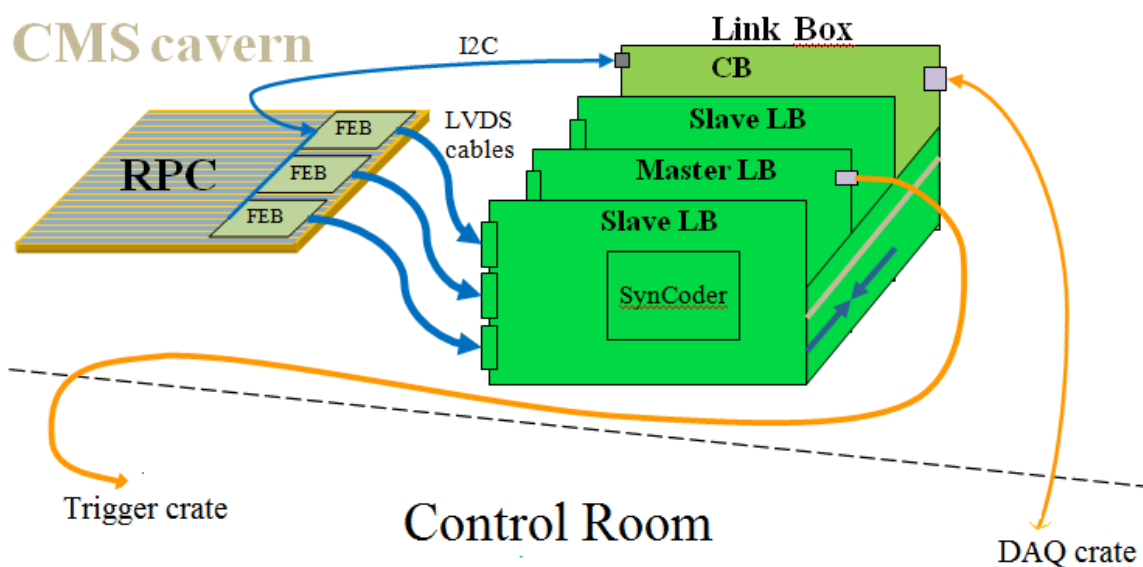 CMS cavern
I2C
Link Box
CB
Slave LB
Master LB
Slave LB
SynCoder
LVDS
cables
FEB
FEB
FEB
RPC
Trigger crate
Control Room
DAQ crate